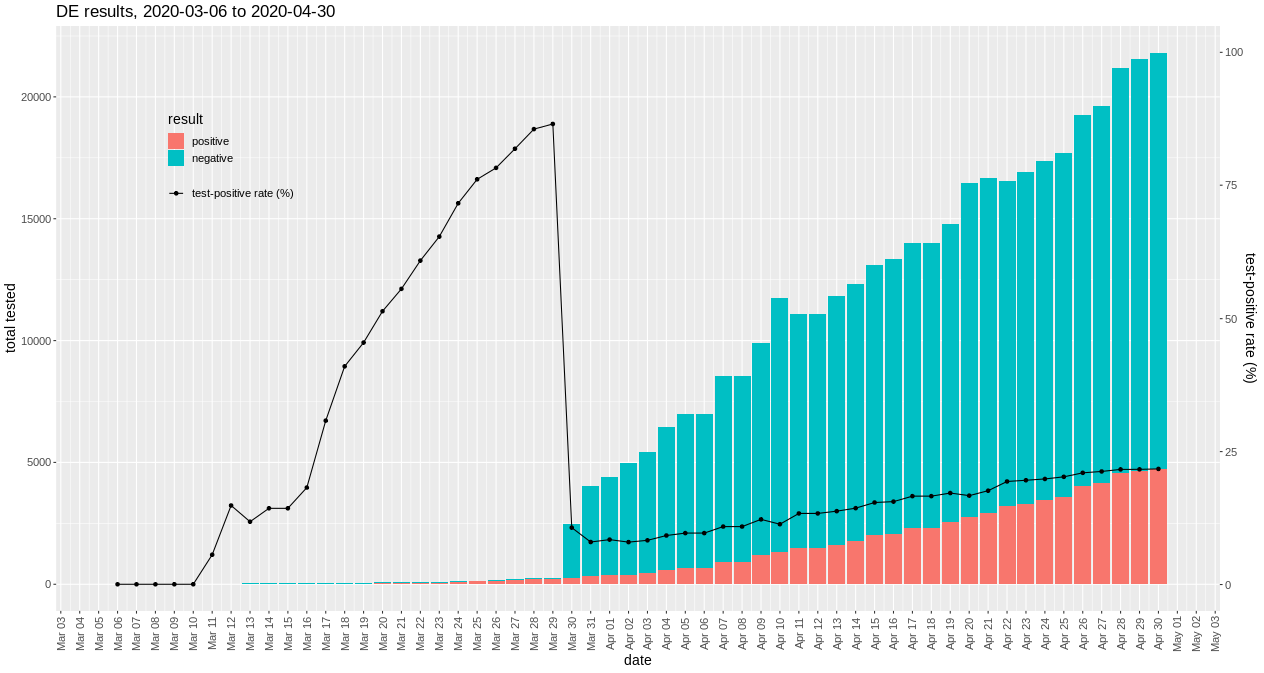 DE results, 2020-03-06 to 2020-04-30
result
positive
negative
test-positive rate (%)
total tested
20000
15000
10000
5000
0
100
75
50
25
0
test-positive rate (%)
Mar 03
Mar 04
Mar 05
Mar 06
Mar 07
Mar 08
Mar 09
Mar 10
Mar 11
Mar 12
Mar 13
Mar 14
Mar 15
Mar 16
Mar 17
Mar 18
Mar 19
Mar 20
Mar 21
Mar 22
Mar 23
Mar 24
Mar 25
Mar 26
Mar 27
Mar 28
Mar 29
Mar 30
Mar 31
Apr 01
Apr 02
Apr 03
Apr 04
Apr 05
Apr 06
Apr 07
Apr 08
Apr 09
Apr 10
Apr 11
Apr 12
Apr 13
Apr 14
Apr 15
Apr 16
Apr 17
Apr 18
Apr 19
Apr 20
Apr 21
Apr 22
Apr 23
Apr 24
Apr 25
Apr 26
Apr 27
Apr 28
Apr 29
Apr 30
May 01
May 02
May 03
date